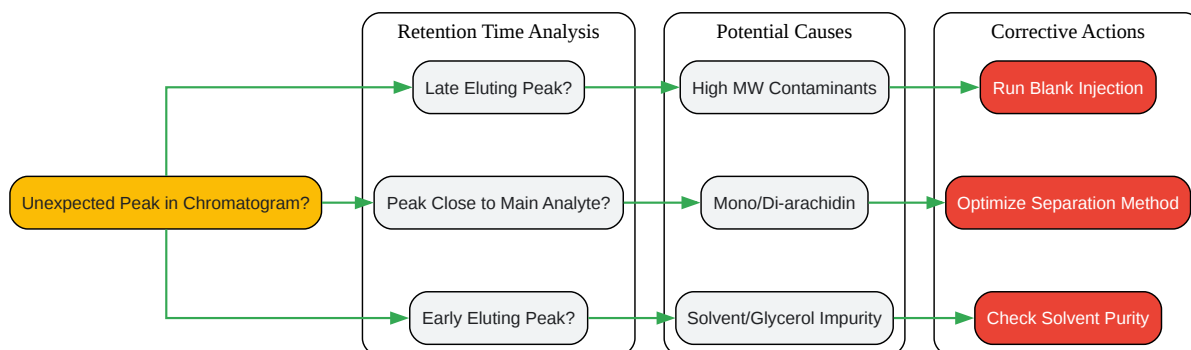 Retention Time Analysis
Potential Causes
Corrective Actions
Late Eluting Peak?
High MW Contaminants
Run Blank Injection
Unexpected Peak in Chromatogram?
Peak Close to Main Analyte?
Mono/Di-arachidin
Optimize Separation Method
Early Eluting Peak?
Solvent/Glycerol Impurity
Check Solvent Purity